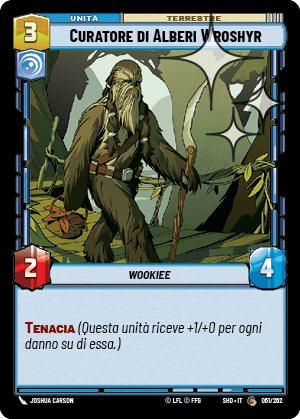 3
UNITÀ
TERRESTRE
CURATORE DI ALBERI WROSHYR
WOOKIEE
2
4
TENACIA (Questa unità riceve +1/+0 per ogni
danno su di essa.)
JOSHUA CARSON
© LFL © FFG
SHD • IT
061/262